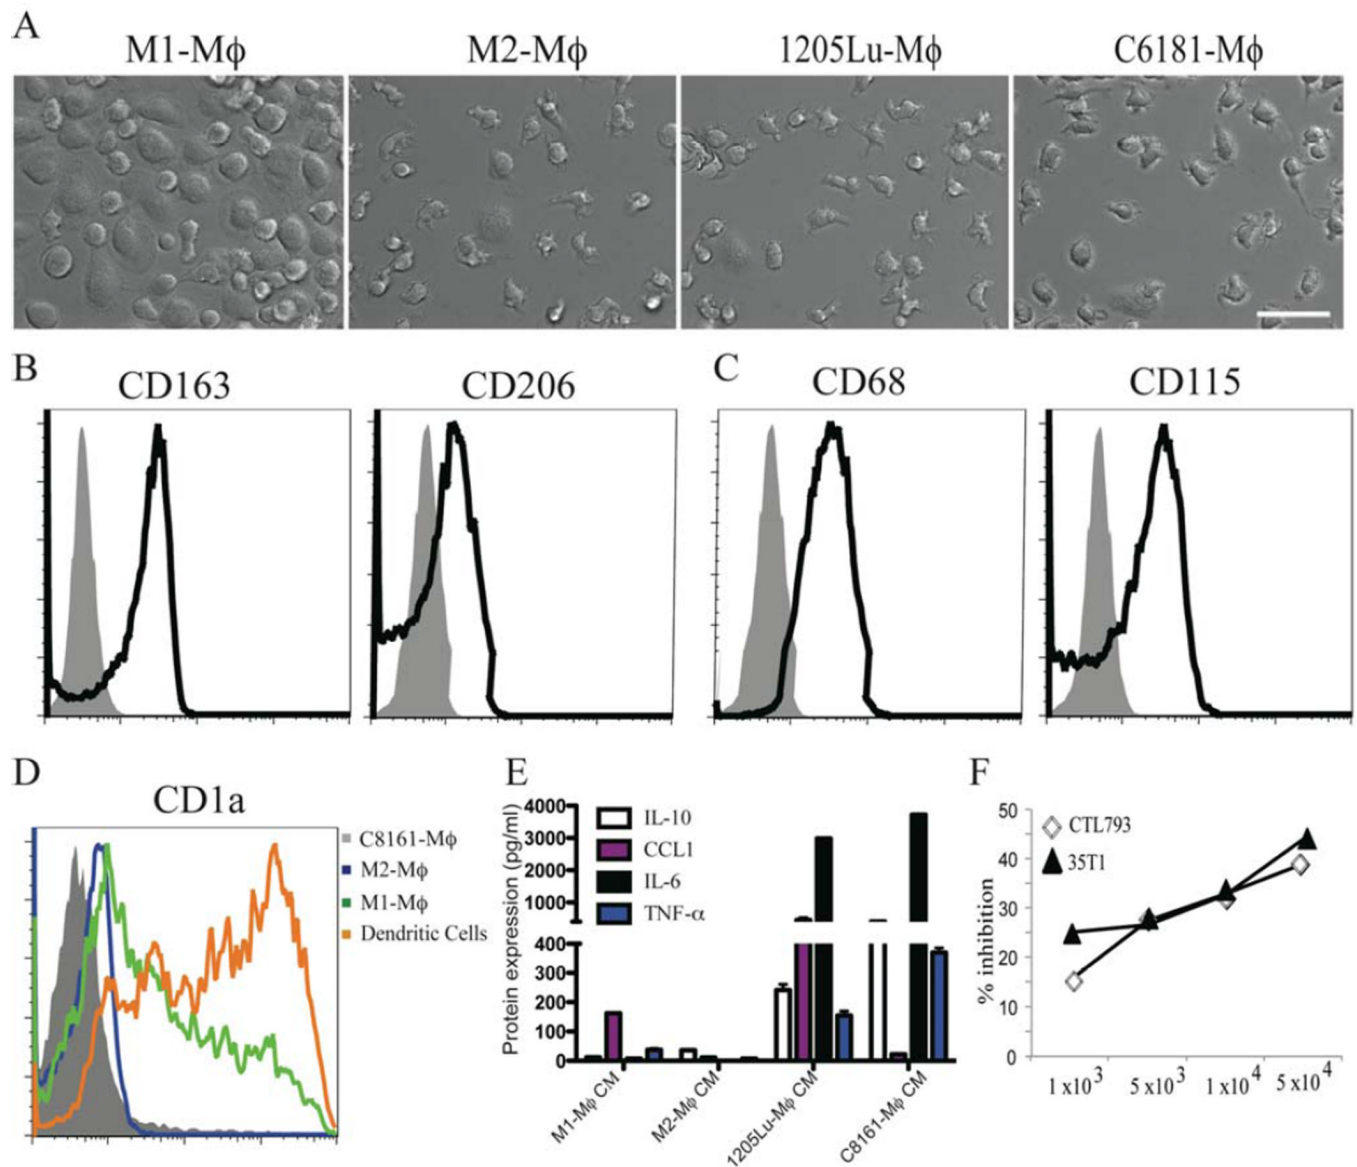 A
M1-Mϕ M2-Mϕ 1205Lu-Mϕ C6181-Mϕ
B CD163 CD206
C CD68 CD115
D
CD1a
C8161-Mϕ
M2-Mϕ
M1-Mϕ
Dendritic Cells
E
Protein expression (pg/ml)
4000
3000
2000
1000
400
300
200
100
0
IL-10
CCL1
IL-6
TNF-α
M1-Mϕ CM
M2-Mϕ CM
1205Lu-Mϕ CM
C8161-Mϕ CM
F
% inhibition
50
40
30
20
10
0
CTL793
35T1
1 x10³ 5 x10³ 1 x10⁴ 5 x10⁴